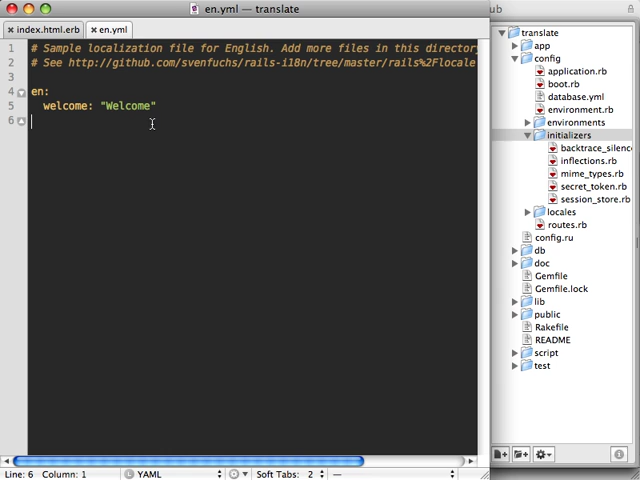 en.yml — translate
ub
index.html.erb
en.yml
1 # Sample localization file for English. Add more files in this directory
2 # See http://github.com/svenfuchs/rails-i18n/tree/master/rails%2Flocale
3
4 en:
5 welcome: "Welcome"
6
Line: 6 Column: 1
YAML
Soft Tabs: 2
—
translate
app
config
application.rb
boot.rb
database.yml
environment.rb
environments
initializers
backtrace_silenc
inflections.rb
mime_types.rb
secret_token.rb
session_store.rb
locales
routes.rb
config.ru
db
doc
Gemfile
Gemfile.lock
lib
public
Rakefile
README
script
test